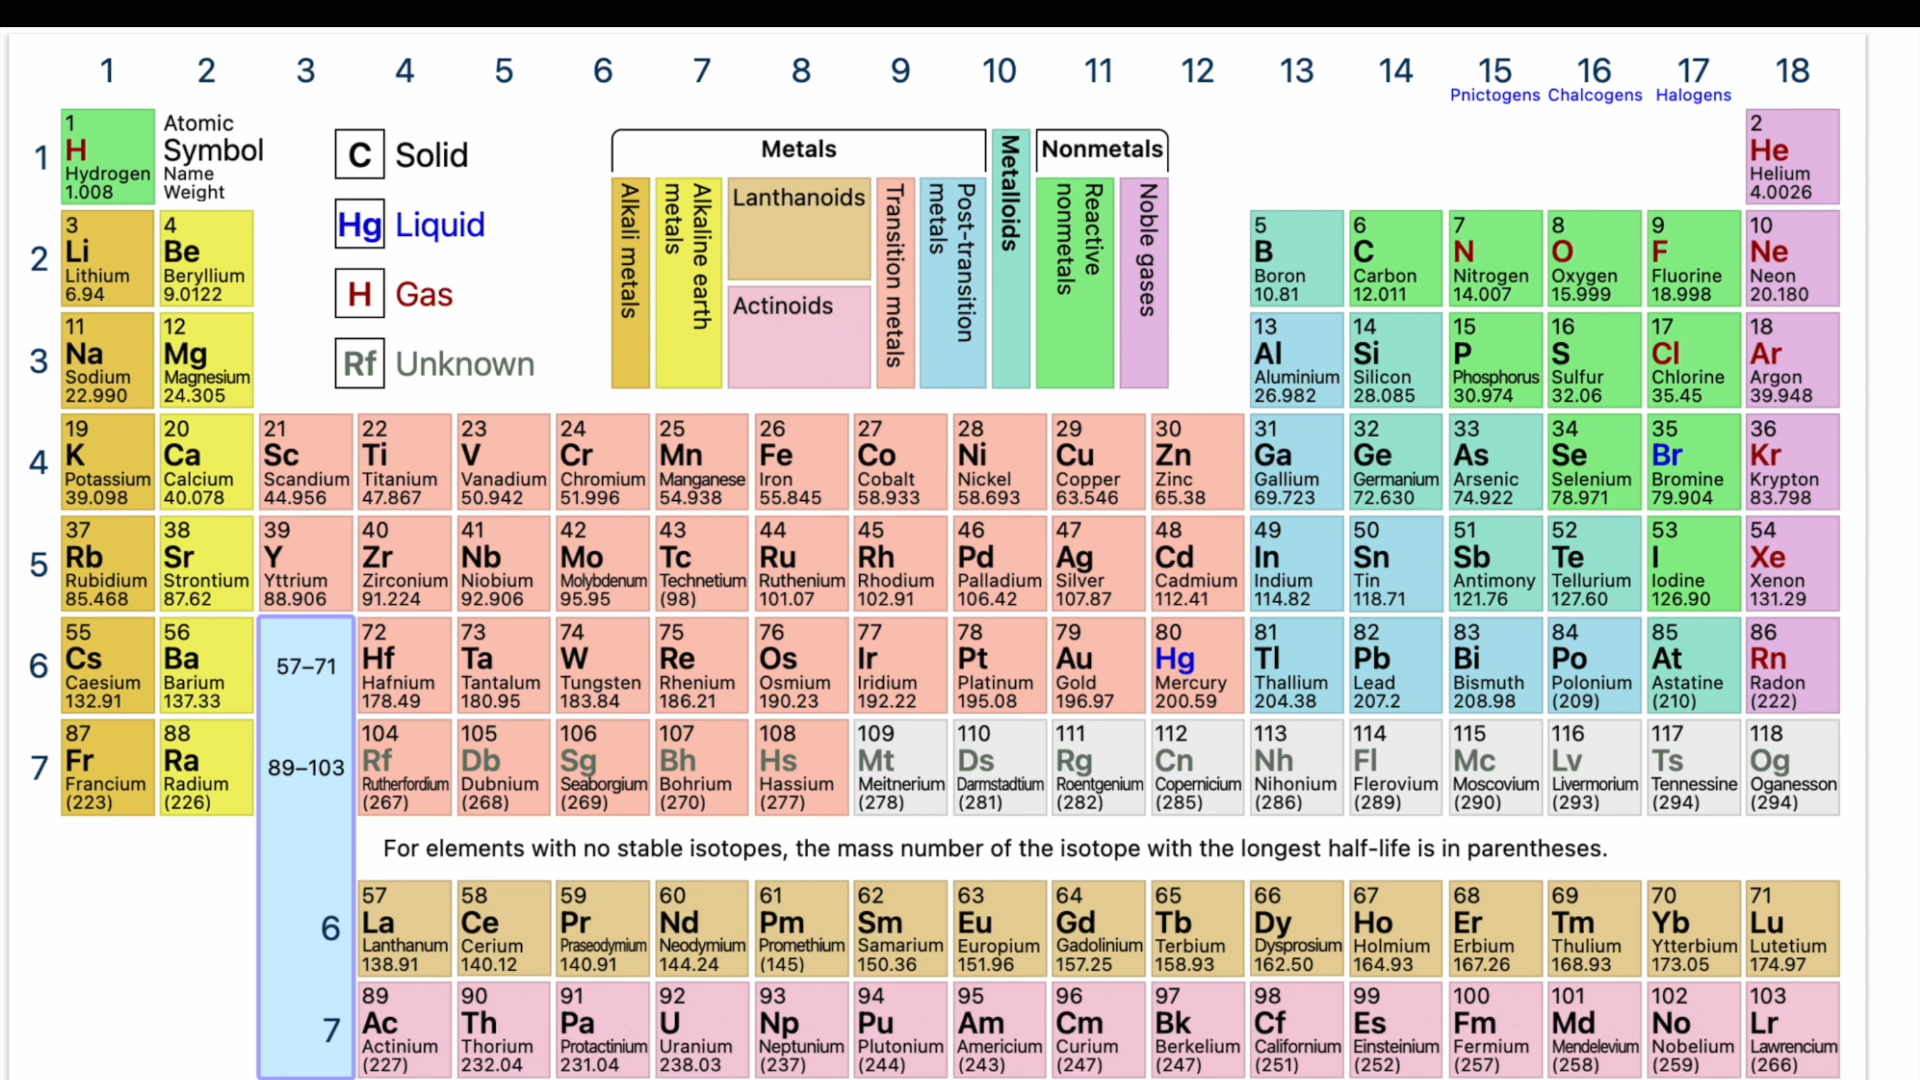 1 2 3 4 5 6 7 8 9 10 11 12 13 14 15 16 17 18
Pnictogens Chalcogens Halogens
1
1
H
Hydrogen
1.008
Atomic
Symbol
Name
Weight
C Solid
Hg Liquid
H Gas
Rf Unknown
Metals
Alkali metals
Alkaline earth
metals
Lanthanoids
Actinoids
Transition metals
Post-transition
metals
Metalloids
Nonmetals
Reactive
nonmetals
Noble gases
2
He
Helium
4.0026
2
3 4 5 6 7 8 9 10
Li Be B C N O F Ne
Lithium Beryllium Boron Carbon Nitrogen Oxygen Fluorine Neon
6.94 9.0122 10.81 12.011 14.007 15.999 18.998 20.180
3
11 12 13 14 15 16 17 18
Na Mg Al Si P S Cl Ar
Sodium Magnesium Aluminium Silicon Phosphorus Sulfur Chlorine Argon
22.990 24.305 26.982 28.085 30.974 32.06 35.45 39.948
4
19 20 21 22 23 24 25 26 27 28 29 30 31 32 33 34 35 36
K Ca Sc Ti V Cr Mn Fe Co Ni Cu Zn Ga Ge As Se Br Kr
Potassium Calcium Scandium Titanium Vanadium Chromium Manganese Iron Cobalt Nickel Copper Zinc Gallium Germanium Arsenic Selenium Bromine Krypton
39.098 40.078 44.956 47.867 50.942 51.996 54.938 55.845 58.933 58.693 63.546 65.38 69.723 72.630 74.922 78.971 79.904 83.798
5
37 38 39 40 41 42 43 44 45 46 47 48 49 50 51 52 53 54
Rb Sr Y Zr Nb Mo Tc Ru Rh Pd Ag Cd In Sn Sb Te I Xe
Rubidium Strontium Yttrium Zirconium Niobium Molybdenum Technetium Ruthenium Rhodium Palladium Silver Cadmium Indium Tin Antimony Tellurium Iodine Xenon
85.468 87.62 88.906 91.224 92.906 95.95 (98) 101.07 102.91 106.42 107.87 112.41 114.82 118.71 121.76 127.60 126.90 131.29
6
55 56 57–71 72 73 74 75 76 77 78 79 80 81 82 83 84 85 86
Cs Ba Hf Ta W Re Os Ir Pt Au Hg Tl Pb Bi Po At Rn
Caesium Barium Hafnium Tantalum Tungsten Rhenium Osmium Iridium Platinum Gold Mercury Thallium Lead Bismuth Polonium Astatine Radon
132.91 137.33 178.49 180.95 183.84 186.21 190.23 192.22 195.08 196.97 200.59 204.38 207.2 208.98 (209) (210) (222)
7
87 88 89–103 104 105 106 107 108 109 110 111 112 113 114 115 116 117 118
Fr Ra Rf Db Sg Bh Hs Mt Ds Rg Cn Nh Fl Mc Lv Ts Og
Francium Radium Rutherfordium Dubnium Seaborgium Bohrium Hassium Meitnerium Darmstadtium Roentgenium Copernicium Nihonium Flerovium Moscovium Livermorium Tennessine Oganesson
(223) (226) (267) (268) (269) (270) (277) (278) (281) (282) (285) (286) (289) (290) (293) (294) (294)
For elements with no stable isotopes, the mass number of the isotope with the longest half-life is in parentheses.
6
57 58 59 60 61 62 63 64 65 66 67 68 69 70 71
La Ce Pr Nd Pm Sm Eu Gd Tb Dy Ho Er Tm Yb Lu
Lanthanum Cerium Praseodymium Neodymium Promethium Samarium Europium Gadolinium Terbium Dysprosium Holmium Erbium Thulium Ytterbium Lutetium
138.91 140.12 140.91 144.24 (145) 150.36 151.96 157.25 158.93 162.50 164.93 167.26 168.93 173.05 174.97
7
89 90 91 92 93 94 95 96 97 98 99 100 101 102 103
Ac Th Pa U Np Pu Am Cm Bk Cf Es Fm Md No Lr
Actinium Thorium Protactinium Uranium Neptunium Plutonium Americium Curium Berkelium Californium Einsteinium Fermium Mendelevium Nobelium Lawrencium
(227) 232.04 231.04 238.03 (237) (244) (243) (247) (247) (251) (252) (257) (258) (259) (266)